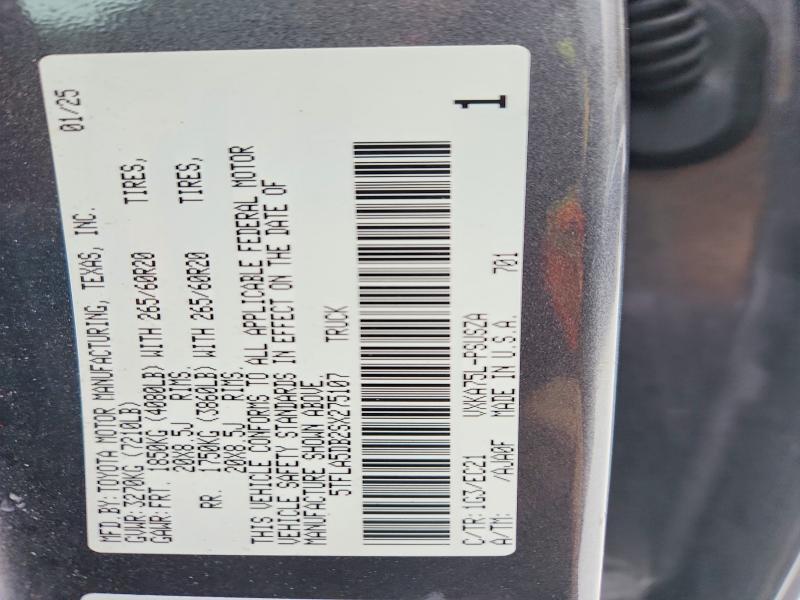 MFD.BY:TOYOTA MOTOR MANUFACTURING, TEXAS, INC. 01/25
GVWR:3270KG (7210LB)
GAWR:FRT. 1850KG (4080LB) WITH 265/60R20 TIRES,
20X8.5J RIMS.
RR. 1750KG (3860LB) WITH 265/60R20 TIRES,
20X8.5J RIMS.
THIS VEHICLE CONFORMS TO ALL APPLICABLE FEDERAL MOTOR
VEHICLE SAFETY STANDARDS IN EFFECT ON THE DATE OF
MANUFACTURE SHOWN ABOVE.
5TFLA5DB2SX275107 TRUCK
C/TR:1G3/EC21 VXKA75L-PSUSZA
A/TM: /AJA0F MADE IN U.S.A. 701
1